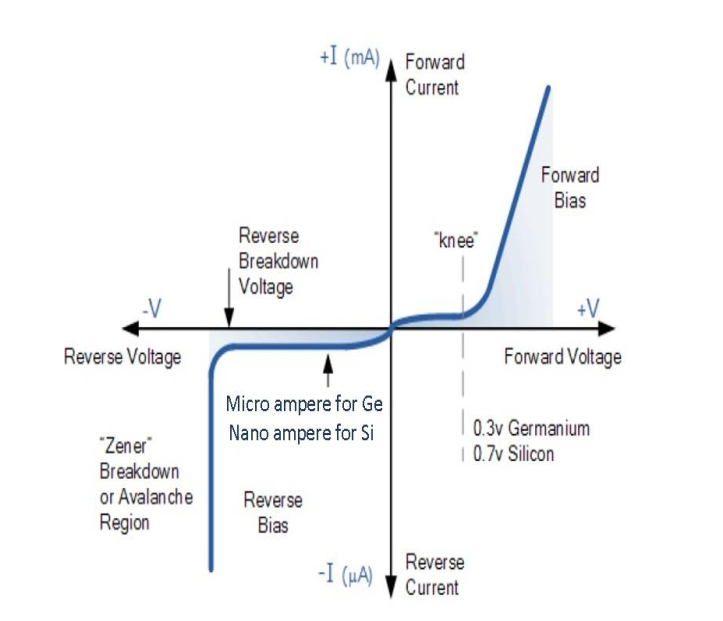 +I (mA)
Forward
Current
Forward
Bias
"knee"
Reverse
Breakdown
Voltage
-V
+V
Reverse Voltage
Forward Voltage
Micro ampere for Ge
Nano ampere for Si
0.3v Germanium
0.7v Silicon
"Zener"
Breakdown
or Avalanche
Region
Reverse
Bias
-I (μA)
Reverse
Current